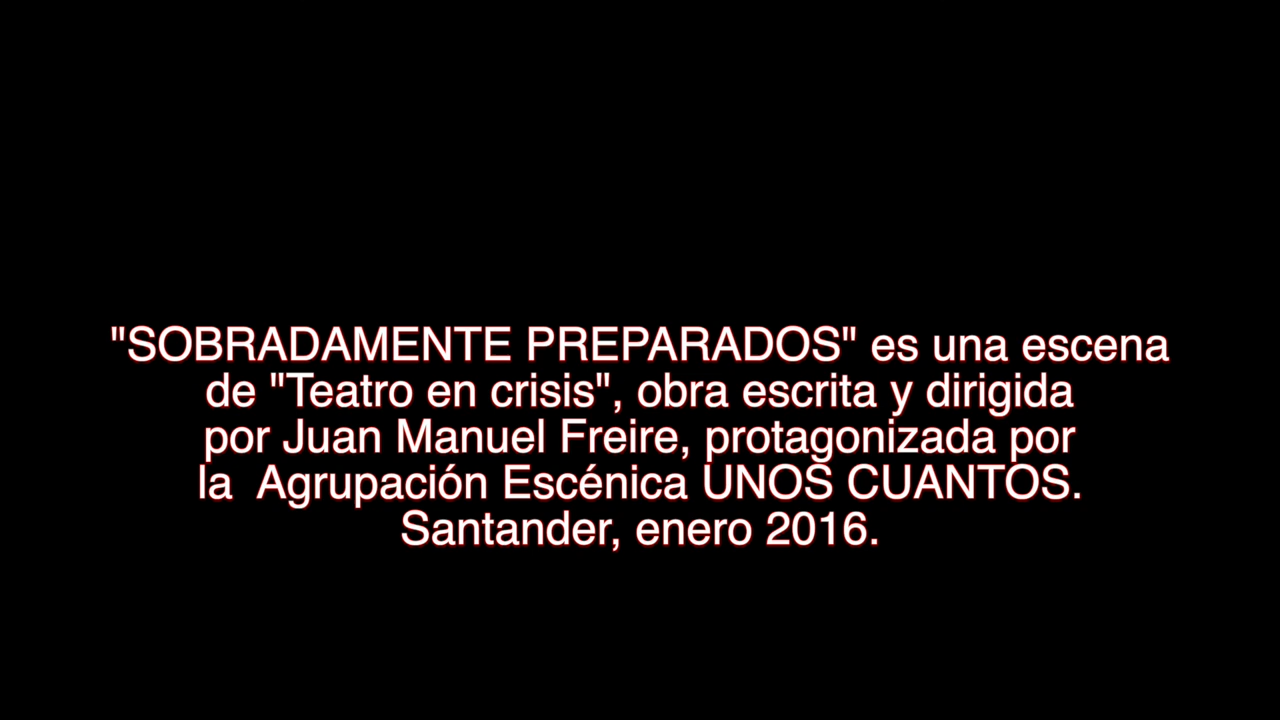 "SOBRADAMENTE PREPARADOS" es una escena
de "Teatro en crisis", obra escrita y dirigida
por Juan Manuel Freire, protagonizada por
la  Agrupación Escénica UNOS CUANTOS.
Santander, enero 2016.